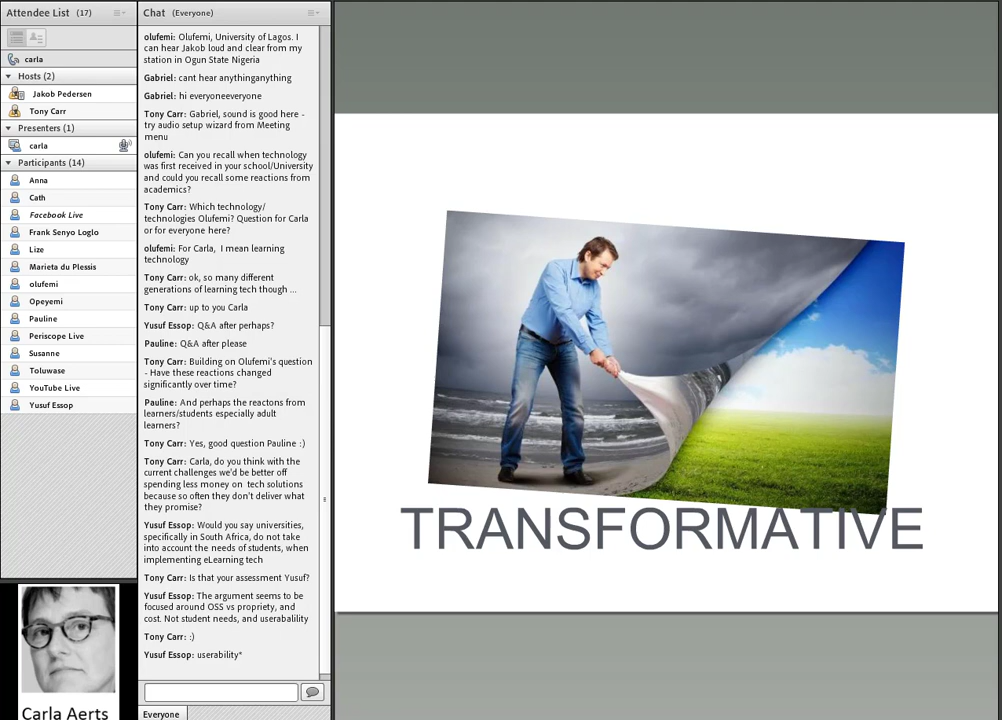 Attendee List (17)
carla
Hosts (2)
Jakob Pedersen
Tony Carr
Presenters (1)
carla
Participants (14)
Anna
Cath
Facebook Live
Frank Senyo Loglo
Lize
Marieta du Plessis
olufemi
Opeyemi
Pauline
Periscope Live
Susanne
Toluwase
YouTube Live
Yusuf Essop
Carla Aerts
Chat (Everyone)
olufemi: Olufemi, University of Lagos. I
can hear Jakob loud and clear from my
station in Ogun State Nigeria
Gabriel: cant hear anythinganything
Gabriel: hi everyoneeveryone
Tony Carr: Gabriel, sound is good here -
try audio setup wizard from Meeting
menu
olufemi: Can you recall when technology
was first received in your school/University
and could you recall some reactions from
academics?
Tony Carr: Which technology/
technologies Olufemi? Question for Carla
or for everyone here?
olufemi: For Carla, I mean learning
technology
Tony Carr: ok, so many different
generations of learning tech though ...
Tony Carr: up to you Carla
Yusuf Essop: Q&A after perhaps?
Pauline: Q&A after please
Tony Carr: Building on Olufemi's question
- Have these reactions changed
significantly over time?
Pauline: And perhaps the reactons from
learners/students especially adult
learners?
Tony Carr: Yes, good question Pauline :)
Tony Carr: Carla, do you think with the
current challenges we'd be better off
spending less money on tech solutions
because so often they don't deliver what
they promise?
Yusuf Essop: Would you say universities,
specifically in South Africa, do not take
into account the needs of students, when
implementing eLearning tech
Tony Carr: Is that your assessment Yusuf?
Yusuf Essop: The argument seems to be
focused around OSS vs propriety, and
cost. Not student needs, and userabalility
Tony Carr: :)
Yusuf Essop: userability*
Everyone
TRANSFORMATIVE